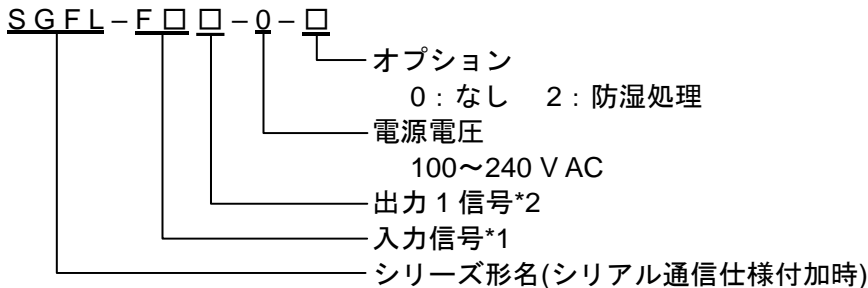 SGFL-F□□-0-□
オプション
0：なし　2：防湿処理
電源電圧
100～240 V AC
出力1信号*2
入力信号*1
シリーズ形名(シリアル通信仕様付加時)